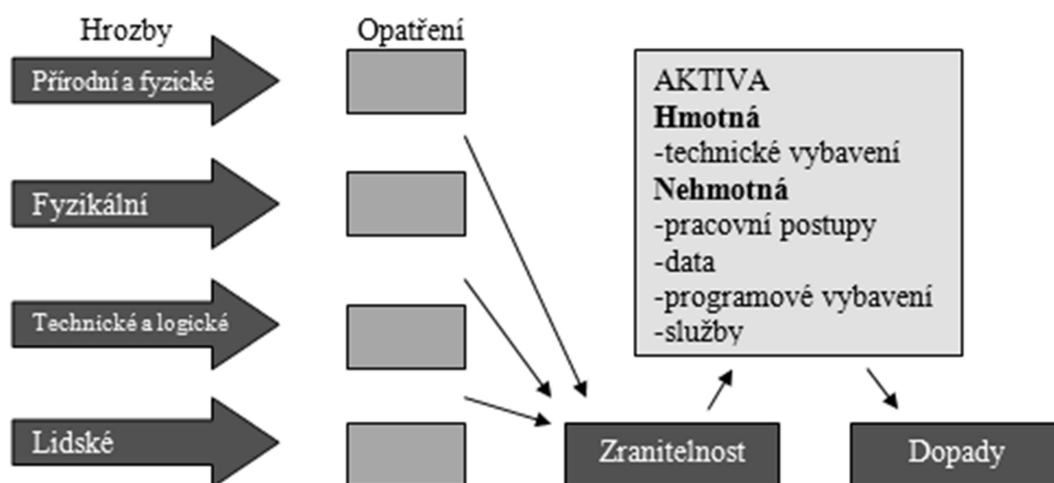 Hrozby
Opatření
Přírodní a fyzické
Fyzikální
Technické a logické
Lidské
AKTIVA
Hmotná
-technické vybavení
Nehmotná
-pracovní postupy
-data
-programové vybavení
-služby
Zranitelnost
Dopady